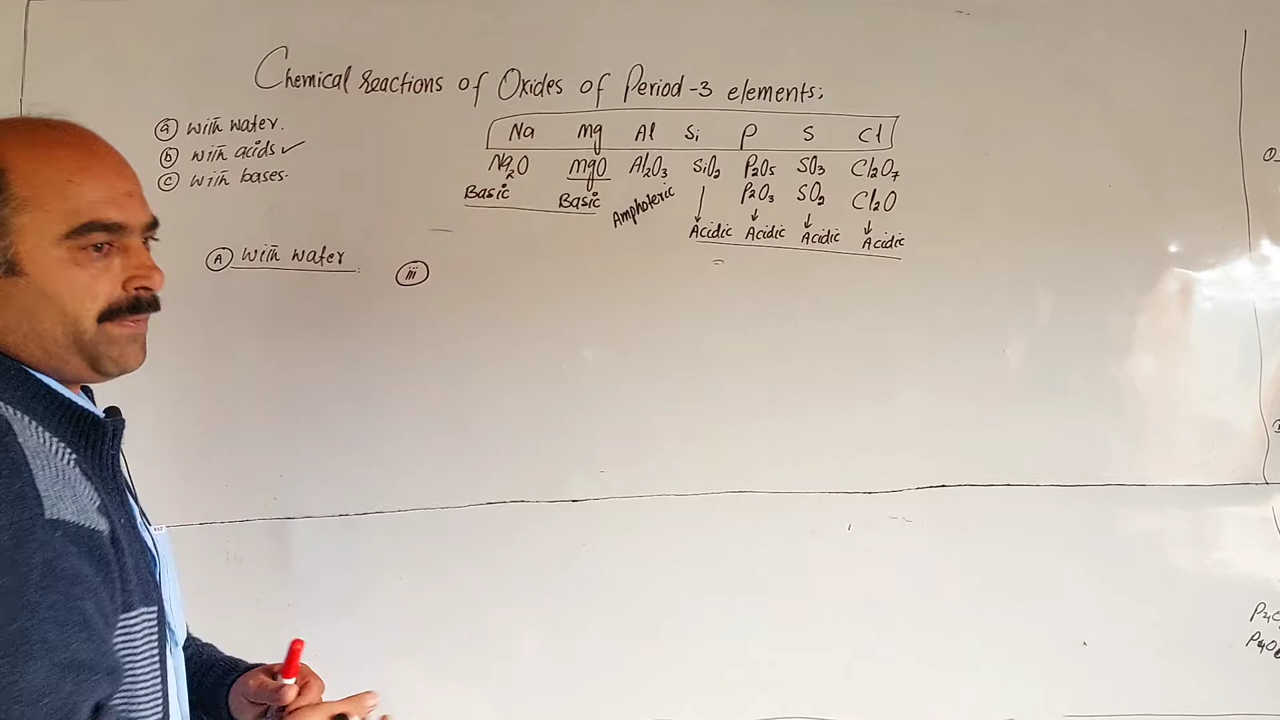 Chemical reactions of Oxides of Period-3 elements;
ⓐ with water.
ⓑ with acids ✓
ⓒ with bases.
Na Mg Al Si P S Cl
Na₂O MgO Al₂O₃ SiO₂ P₂O₅ SO₃ Cl₂O₇
P₂O₃ SO₂ Cl₂O
Basic Basic Amphoteric
↓ ↓ ↓ ↓
Acidic Acidic Acidic Acidic
Ⓐ with water
ⓘⓘⓘ